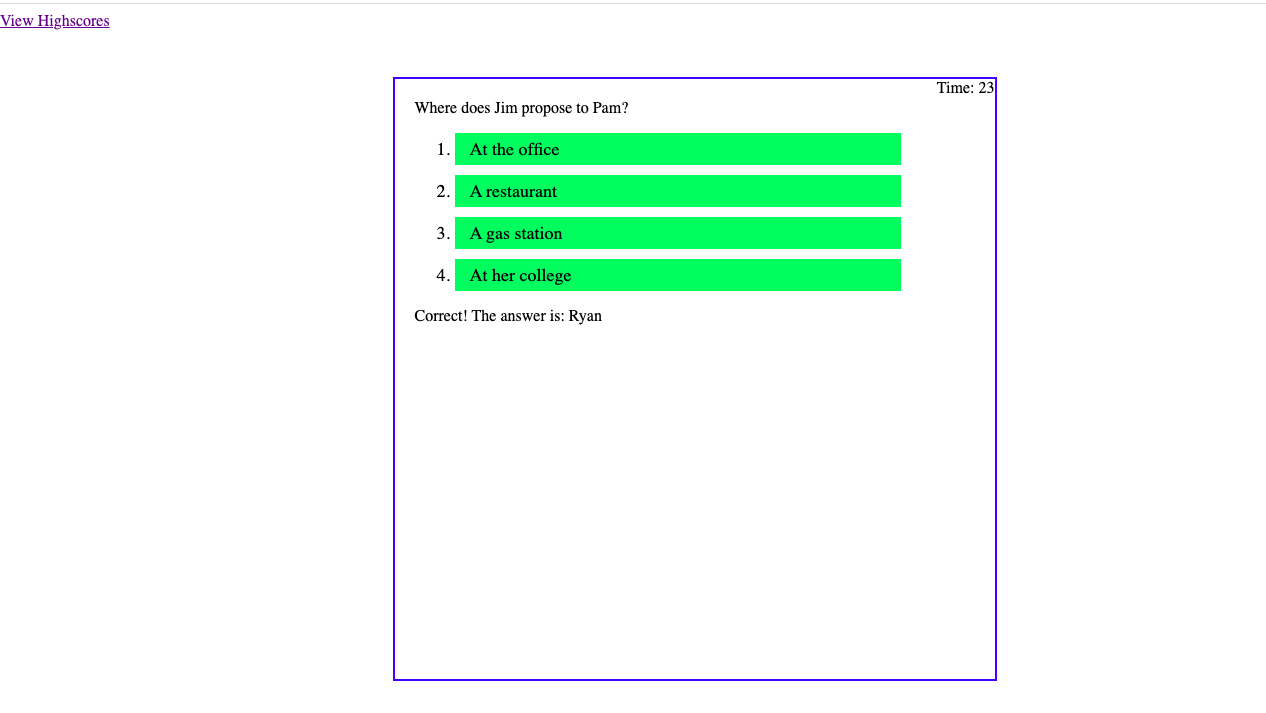 View Highscores
Time: 23
Where does Jim propose to Pam?
1. At the office
2. A restaurant
3. A gas station
4. At her college
Correct! The answer is: Ryan